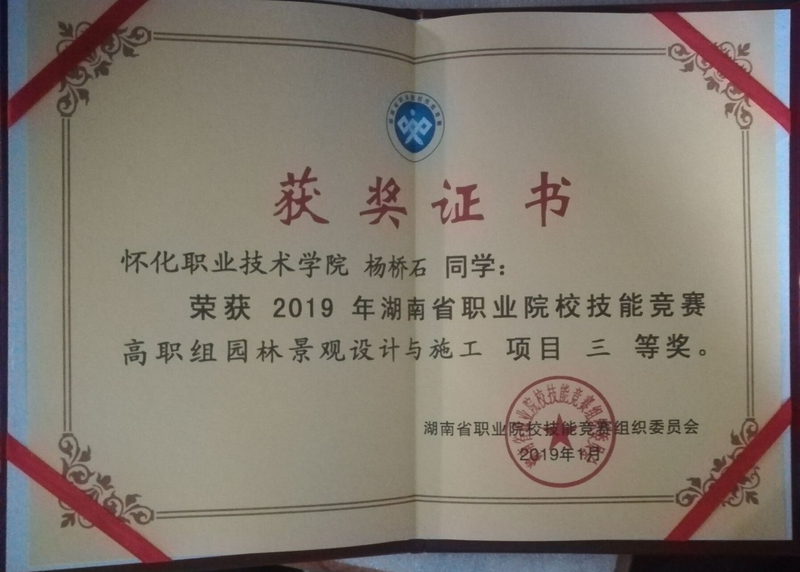 获奖证书
怀化职业技术学院 杨桥石 同学：
荣获 2019 年湖南省职业院校技能竞赛
高职组园林景观设计与施工 项目 三 等奖。
湖南省职业院校技能竞赛组织委员会
2019年1月